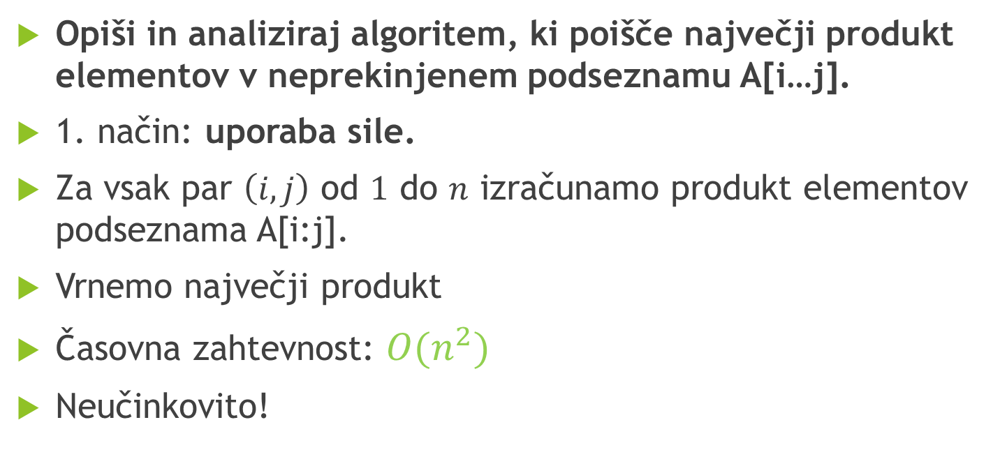 Opiši in analiziraj algoritem, ki poišče največji produkt
elementov v neprekinjenem podseznamu A[i…j].
1. način: uporaba sile.
Za vsak par (i, j) od 1 do n izračunamo produkt elementov
podseznama A[i:j].
Vrnemo največji produkt
Časovna zahtevnost: O(n²)
Neučinkovito!